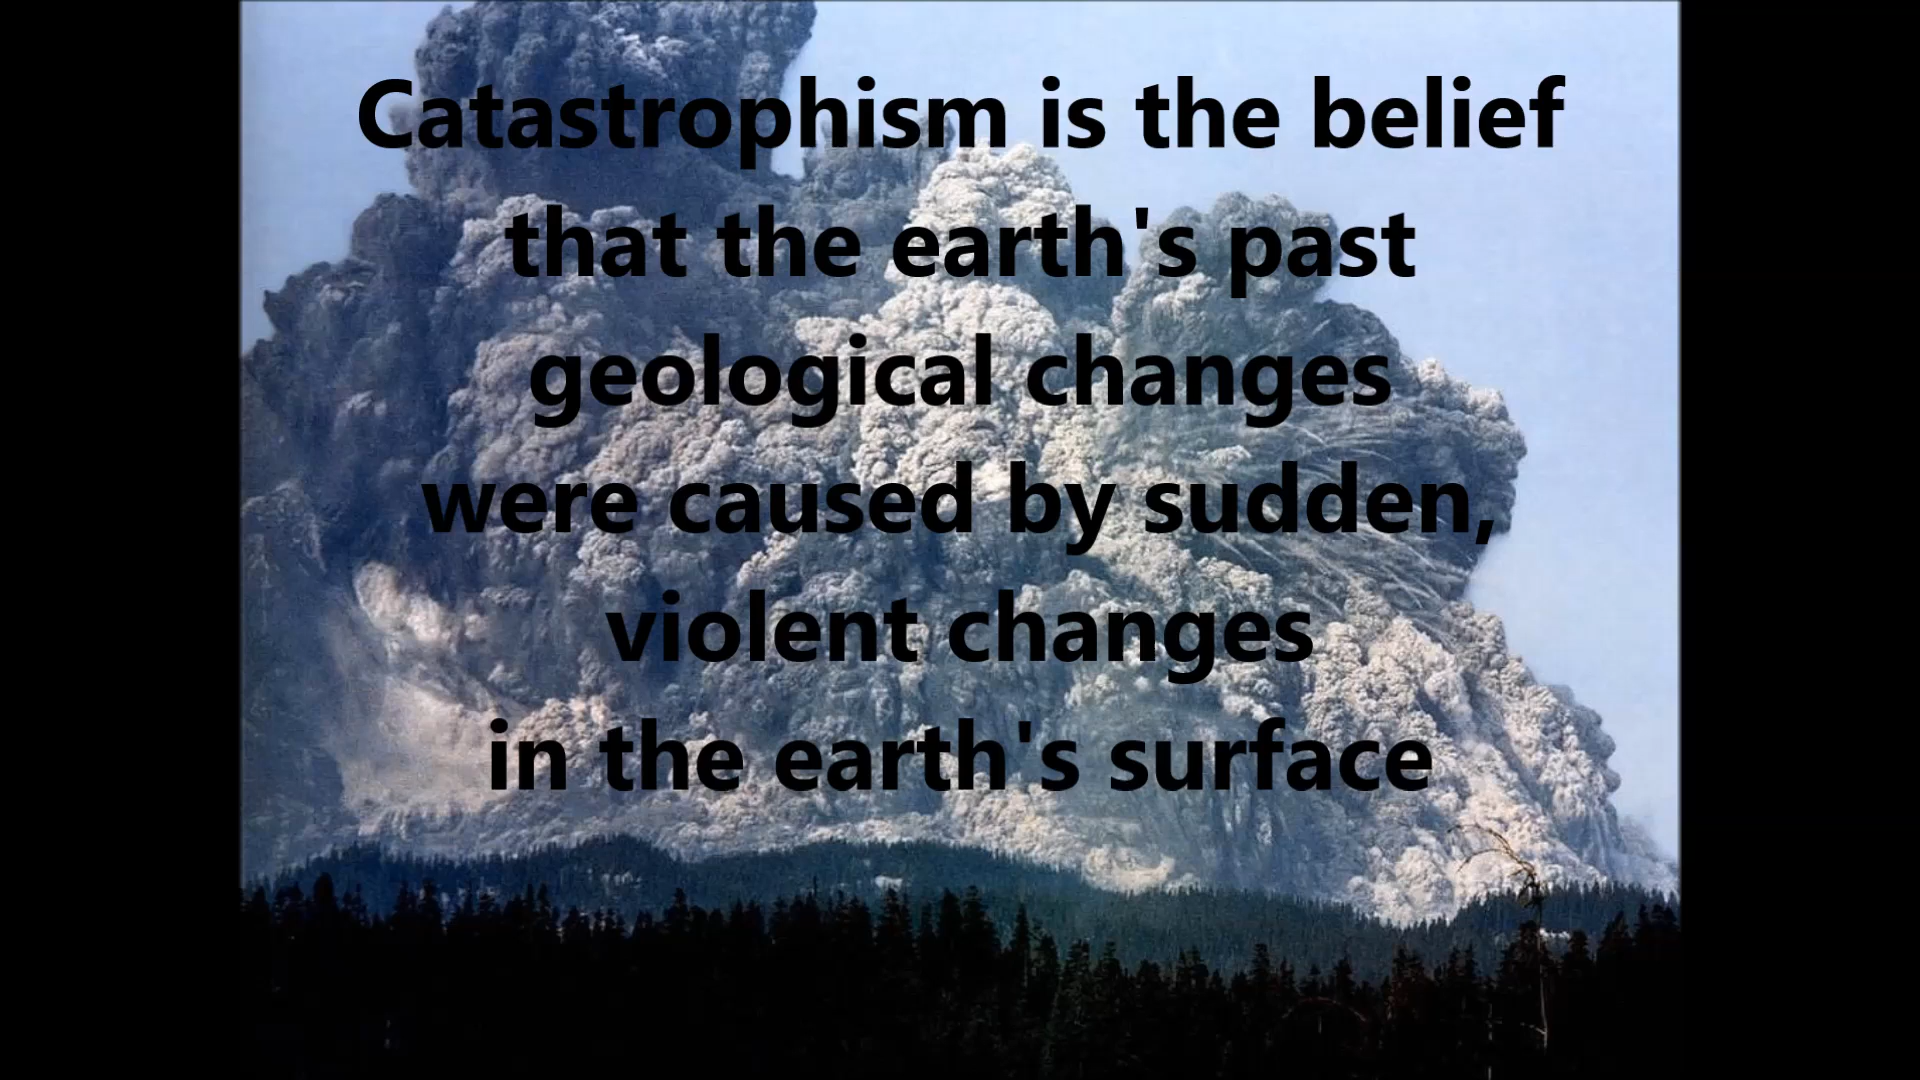 Catastrophism is the belief
that the earth's past
geological changes
were caused by sudden,
violent changes
in the earth's surface